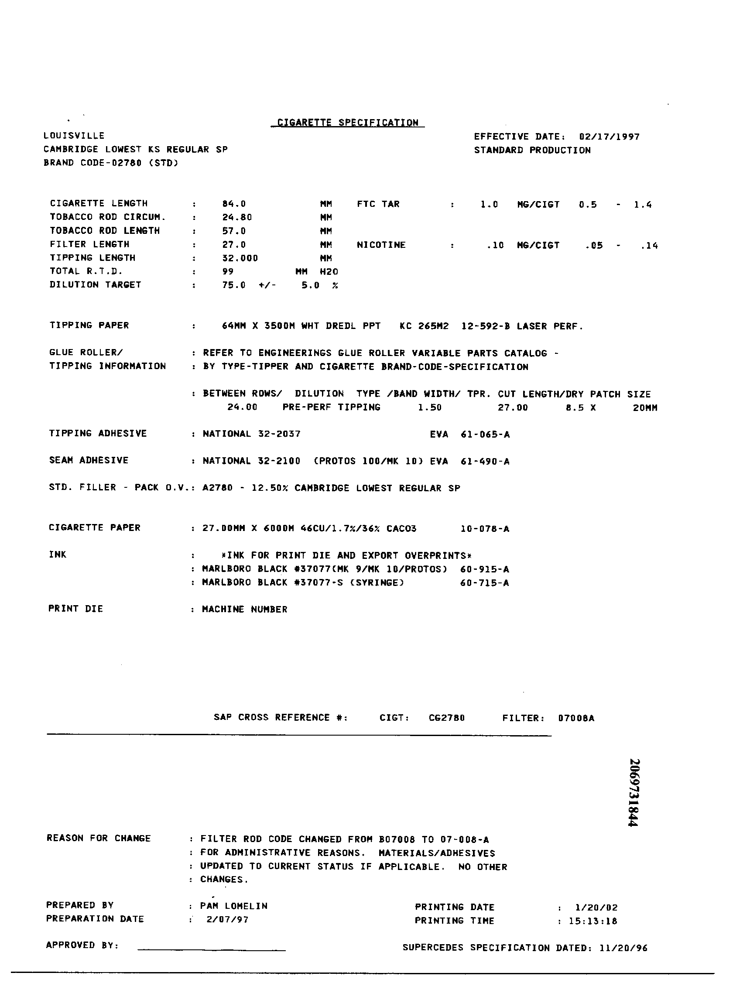 CIGARETTE SPECIFICATION
LOUISVILLE EFFECTIVE DATE: 02/17/1997
CAMBRIDGE LOWEST KS REGULAR SP STANDARD PRODUCTION
BRAND CODE-02780 (STD)
CIGARETTE LENGTH : 84.0 MM FTC TAR : 1.0 MG/CIGT 0.5 - 1.4
TOBACCO ROD CIRCUM. : 24.80 MM
TOBACCO ROD LENGTH : 57.0 MM
FILTER LENGTH : 27.0 MM NICOTINE : .10 MG/CIGT .05 - .14
TIPPING LENGTH : 32.000 MM
TOTAL R.T.D. : 99 MM H2O
DILUTION TARGET : 75.0 +/- 5.0 %
TIPPING PAPER : 64MM X 3500M WHT DREDL PPT KC 265M2 12-592-B LASER PERF.
GLUE ROLLER/ : REFER TO ENGINEERINGS GLUE ROLLER VARIABLE PARTS CATALOG -
TIPPING INFORMATION : BY TYPE-TIPPER AND CIGARETTE BRAND-CODE-SPECIFICATION
: BETWEEN ROWS/ DILUTION TYPE /BAND WIDTH/ TPR. CUT LENGTH/DRY PATCH SIZE
24.00 PRE-PERF TIPPING 1.50 27.00 8.5 X 20MM
TIPPING ADHESIVE : NATIONAL 32-2037 EVA 61-065-A
SEAM ADHESIVE : NATIONAL 32-2100 (PROTOS 100/MK 10) EVA 61-490-A
STD. FILLER - PACK O.V.: A2780 - 12.50% CAMBRIDGE LOWEST REGULAR SP
CIGARETTE PAPER : 27.00MM X 6000M 46CU/1.7%/36% CACO3 10-078-A
INK : *INK FOR PRINT DIE AND EXPORT OVERPRINTS*
: MARLBORO BLACK #37077(MK 9/MK 10/PROTOS) 60-915-A
: MARLBORO BLACK #37077-S (SYRINGE) 60-715-A
PRINT DIE : MACHINE NUMBER
SAP CROSS REFERENCE #: CIGT: CG2780 FILTER: 07008A
2069731844
REASON FOR CHANGE : FILTER ROD CODE CHANGED FROM B07008 TO 07-008-A
: FOR ADMINISTRATIVE REASONS. MATERIALS/ADHESIVES
: UPDATED TO CURRENT STATUS IF APPLICABLE. NO OTHER
: CHANGES.
PREPARED BY : PAM LOMELIN PRINTING DATE : 1/20/02
PREPARATION DATE : 2/07/97 PRINTING TIME : 15:13:18
APPROVED BY: SUPERCEDES SPECIFICATION DATED: 11/20/96